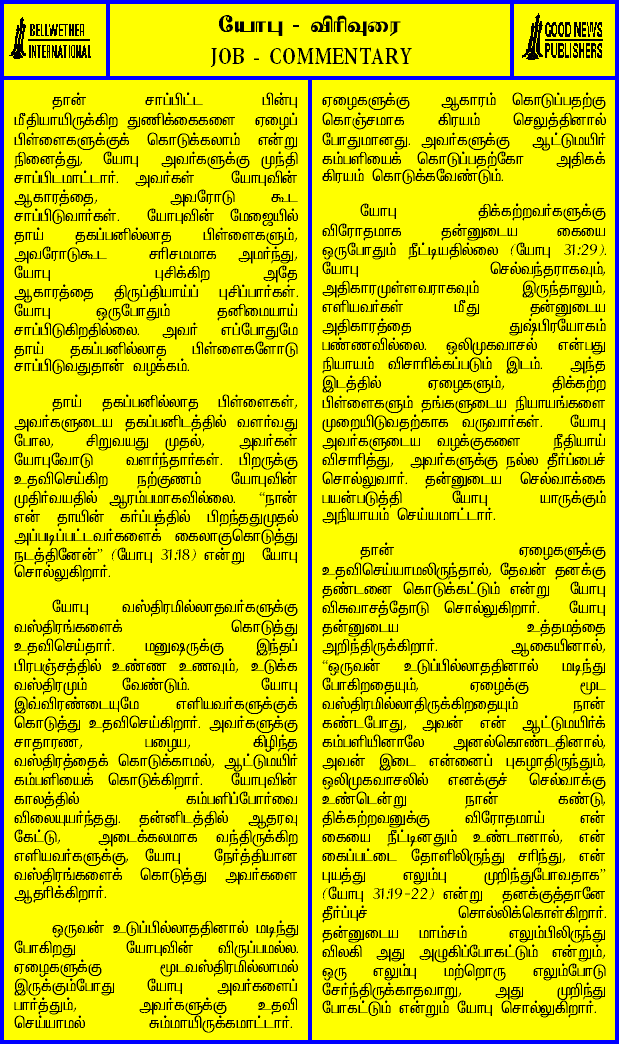 BELLWETHER
INTERNATIONAL
யோபு - விரிவுரை
JOB - COMMENTARY
GOOD NEWS
PUBLISHERS
தான் சாப்பிட்ட பின்பு
மீதியாயிருக்கிற துணிக்கைகளை ஏழைப்
பிள்ளைகளுக்குக் கொடுக்கலாம் என்று
நினைத்து, யோபு அவர்களுக்கு முந்தி
சாப்பிடமாட்டார். அவர்கள் யோபுவின்
ஆகாரத்தை, அவரோடு கூட
சாப்பிடுவார்கள். யோபுவின் மேஜையில்
தாய் தகப்பனில்லாத பிள்ளைகளும்,
அவரோடுகூட சரிசமமாக அமர்ந்து,
யோபு புசிக்கிற அதே
ஆகாரத்தை திருப்தியாய்ப் புசிப்பார்கள்.
யோபு ஒருபோதும் தனிமையாய்
சாப்பிடுகிறதில்லை. அவர் எப்போதுமே
தாய் தகப்பனில்லாத பிள்ளைகளோடு
சாப்பிடுவதுதான் வழக்கம்.
தாய் தகப்பனில்லாத பிள்ளைகள்,
அவர்களுடைய தகப்பனிடத்தில் வளர்வது
போல, சிறுவயது முதல், அவர்கள்
யோபுவோடு வளர்ந்தார்கள். பிறருக்கு
உதவிசெய்கிற நற்குணம் யோபுவின்
முதிர்வயதில் ஆரம்பமாகவில்லை. “நான்
என் தாயின் கர்ப்பத்தில் பிறந்ததுமுதல்
அப்படிப்பட்டவர்களைக் கைலாகுகொடுத்து
நடத்தினேன்” (யோபு 31:18) என்று யோபு
சொல்லுகிறார்.
யோபு வஸ்திரமில்லாதவர்களுக்கு
வஸ்திரங்களைக் கொடுத்து
உதவிசெய்தார். மனுஷருக்கு இந்தப்
பிரபஞ்சத்தில் உண்ண உணவும், உடுக்க
வஸ்திரமும் வேண்டும். யோபு
இவ்விரண்டையுமே எளியவர்களுக்குக்
கொடுத்து உதவிசெய்கிறார். அவர்களுக்கு
சாதாரண, பழைய, கிழிந்த
வஸ்திரத்தைக் கொடுக்காமல், ஆட்டுமயிர்
கம்பளியைக் கொடுக்கிறார். யோபுவின்
காலத்தில் கம்பளிப்போர்வை
விலையுயர்ந்தது. தன்னிடத்தில் ஆதரவு
கேட்டு, அடைக்கலமாக வந்திருக்கிற
எளியவர்களுக்கு, யோபு நேர்த்தியான
வஸ்திரங்களைக் கொடுத்து அவர்களை
ஆதரிக்கிறார்.
ஒருவன் உடுப்பில்லாததினால் மடிந்து
போகிறது யோபுவின் விருப்பமல்ல.
ஏழைகளுக்கு மூடவஸ்திரமில்லாமல்
இருக்கும்போது யோபு அவர்களைப்
பார்த்தும், அவர்களுக்கு உதவி
செய்யாமல் சும்மாயிருக்கமாட்டார்.
ஏழைகளுக்கு ஆகாரம் கொடுப்பதற்கு
கொஞ்சமாக கிரயம் செலுத்தினால்
போதுமானது. அவர்களுக்கு ஆட்டுமயிர்
கம்பளியைக் கொடுப்பதற்கோ அதிகக்
கிரயம் கொடுக்கவேண்டும்.
யோபு திக்கற்றவர்களுக்கு
விரோதமாக தன்னுடைய கையை
ஒருபோதும் நீட்டியதில்லை (யோபு 31:29).
யோபு செல்வந்தராகவும்,
அதிகாரமுள்ளவராகவும் இருந்தாலும்,
எளியவர்கள் மீது தன்னுடைய
அதிகாரத்தை துஷ்பிரயோகம்
பண்ணவில்லை. ஒலிமுகவாசல் என்பது
நியாயம் விசாரிக்கப்படும் இடம். அந்த
இடத்தில் ஏழைகளும், திக்கற்ற
பிள்ளைகளும் தங்களுடைய நியாயங்களை
முறையிடுவதற்காக வருவார்கள். யோபு
அவர்களுடைய வழக்குகளை நீதியாய்
விசாரித்து, அவர்களுக்கு நல்ல தீர்ப்பைச்
சொல்லுவார். தன்னுடைய செல்வாக்கை
பயன்படுத்தி யோபு யாருக்கும்
அநியாயம் செய்யமாட்டார்.
தான் ஏழைகளுக்கு
உதவிசெய்யாமலிருந்தால், தேவன் தனக்கு
தண்டனை கொடுக்கட்டும் என்று யோபு
விசுவாசத்தோடு சொல்லுகிறார். யோபு
தன்னுடைய உத்தமத்தை
அறிந்திருக்கிறார். ஆகையினால்,
“ஒருவன் உடுப்பில்லாததினால் மடிந்து
போகிறதையும், ஏழைக்கு மூட
வஸ்திரமில்லாதிருக்கிறதையும் நான்
கண்டபோது, அவன் என் ஆட்டுமயிர்க்
கம்பளியினாலே அனல்கொண்டதினால்,
அவன் இடை என்னைப் புகழாதிருந்தும்,
ஒலிமுகவாசலில் எனக்குச் செல்வாக்கு
உண்டென்று நான் கண்டு,
திக்கற்றவனுக்கு விரோதமாய் என்
கையை நீட்டினதும் உண்டானால், என்
கைப்பட்டை தோளிலிருந்து சரிந்து, என்
புயத்து எலும்பு முறிந்துபோவதாக”
(யோபு 31:19-22) என்று தனக்குத்தானே
தீர்ப்புச் சொல்லிக்கொள்கிறார்.
தன்னுடைய மாம்சம் எலும்பிலிருந்து
விலகி அது அழுகிப்போகட்டும் என்றும்,
ஒரு எலும்பு மற்றொரு எலும்போடு
சேர்ந்திருக்காதவாறு, அது முறிந்து
போகட்டும் என்றும் யோபு சொல்லுகிறார்.